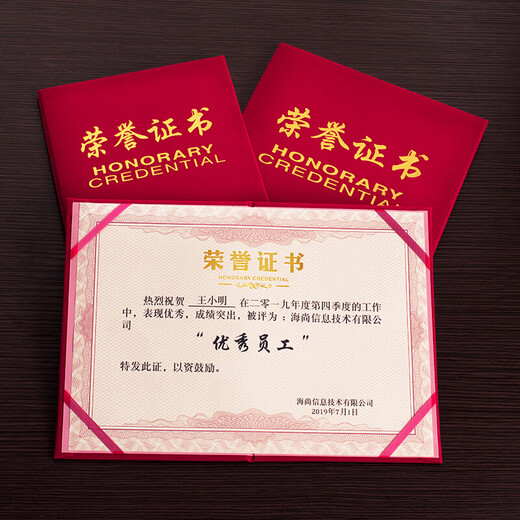 荣誉证书
HONORARY
CREDENTIAL
荣誉证书
HONORARY
CREDENTIAL
荣誉证书
HONORARY CREDENTIAL
热烈祝贺 王小明 在二零一九年度第四季度的工作
中，表现优秀，成绩突出，被评为：海尚信息技术有限公
司
“优秀员工”
特发此证，以资鼓励。
海尚信息技术有限公司
2019年7月1日